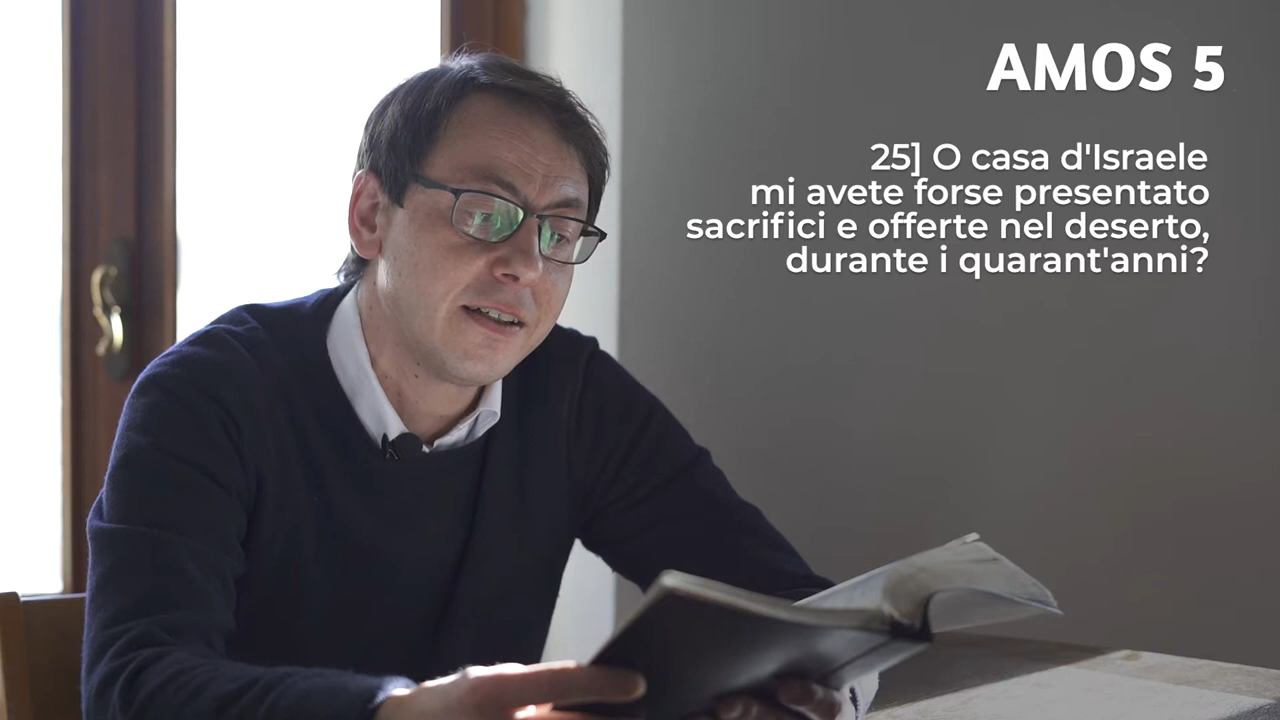 AMOS 5
25] O casa d'Israele
mi avete forse presentato
sacrifici e offerte nel deserto,
durante i quarant'anni?